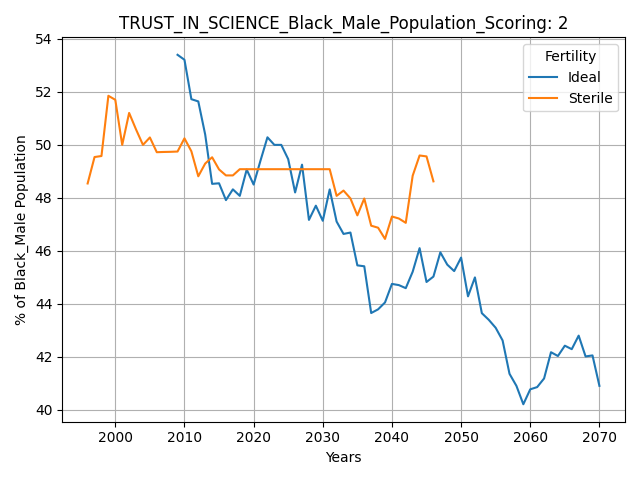 TRUST_IN_SCIENCE_Black_Male_Population_Scoring: 2
Fertility
Ideal
Sterile
% of Black_Male Population
54
52
50
48
46
44
42
40
2000
2010
2020
2030
2040
2050
2060
2070
Years